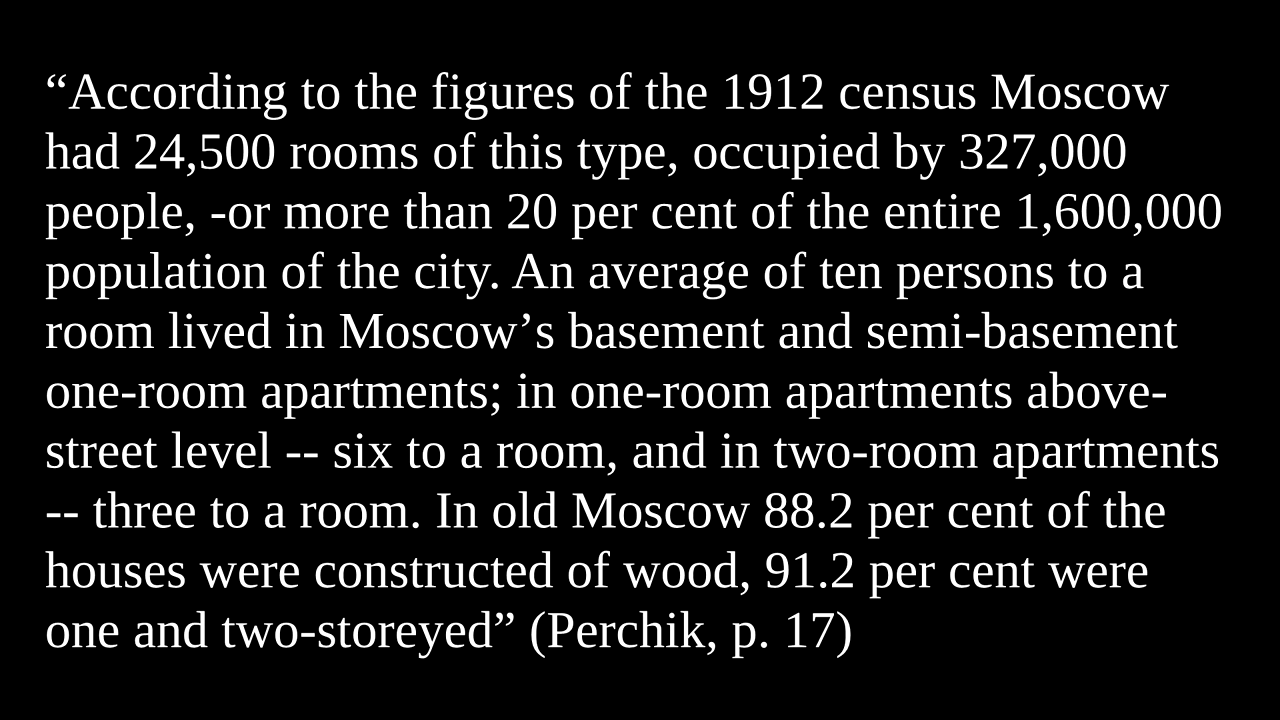 “According to the figures of the 1912 census Moscow
had 24,500 rooms of this type, occupied by 327,000
people, -or more than 20 per cent of the entire 1,600,000
population of the city. An average of ten persons to a
room lived in Moscow’s basement and semi-basement
one-room apartments; in one-room apartments above-
street level -- six to a room, and in two-room apartments
-- three to a room. In old Moscow 88.2 per cent of the
houses were constructed of wood, 91.2 per cent were
one and two-storeyed” (Perchik, p. 17)